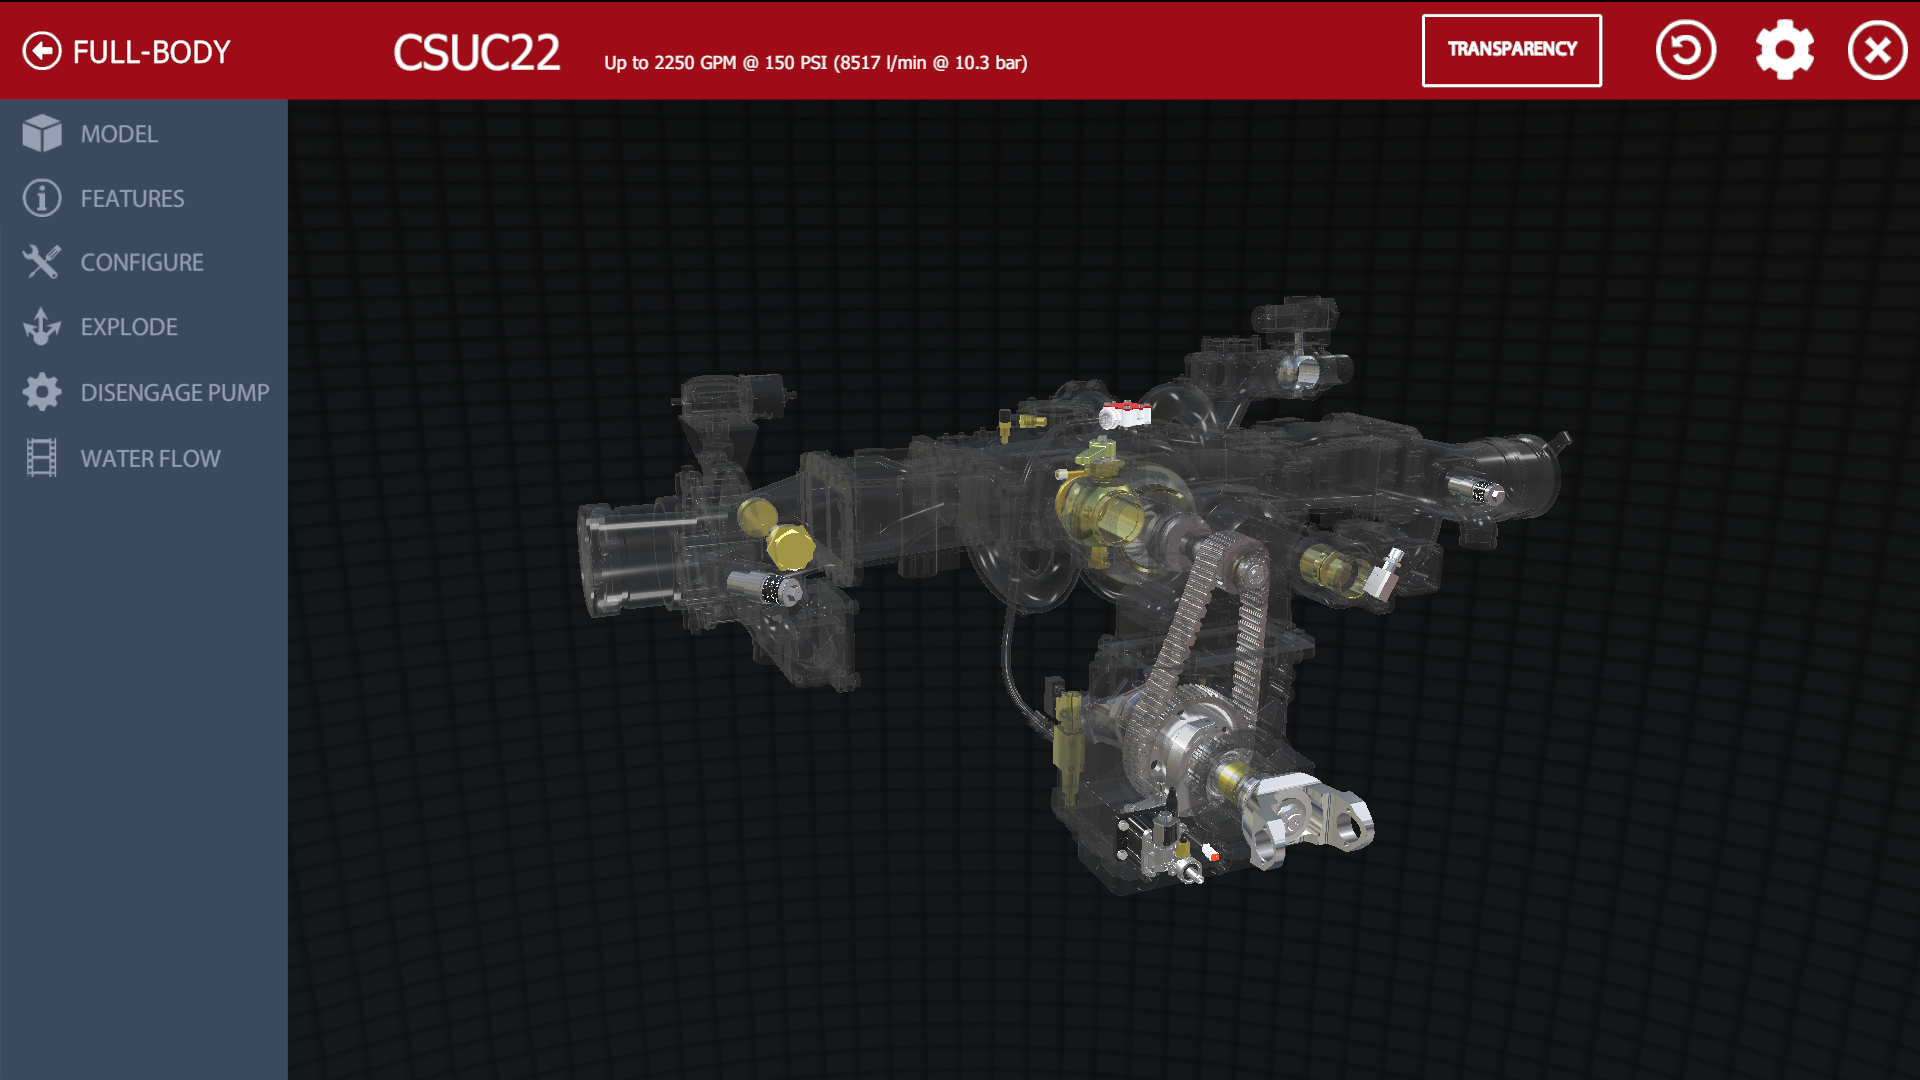 FULL-BODY
CSUC22
Up to 2250 GPM @ 150 PSI (8517 l/min @ 10.3 bar)
TRANSPARENCY
MODEL
FEATURES
CONFIGURE
EXPLODE
DISENGAGE PUMP
WATER FLOW